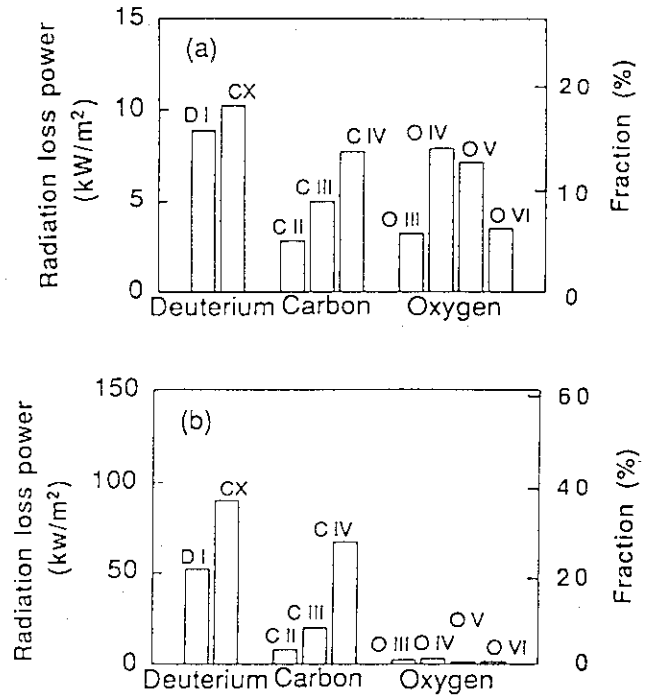 15
10
5
0
Radiation loss power
(kW/m²)
(a)
D I
CX
C II
C III
C IV
O III
O IV
O V
O VI
20
10
0
Fraction (%)
Deuterium Carbon Oxygen
150
100
50
0
Radiation loss power
(kw/m²)
(b)
D I
CX
C II
C III
C IV
O III
O IV
O V
O VI
60
40
20
0
Fraction (%)
Deuterium Carbon Oxygen